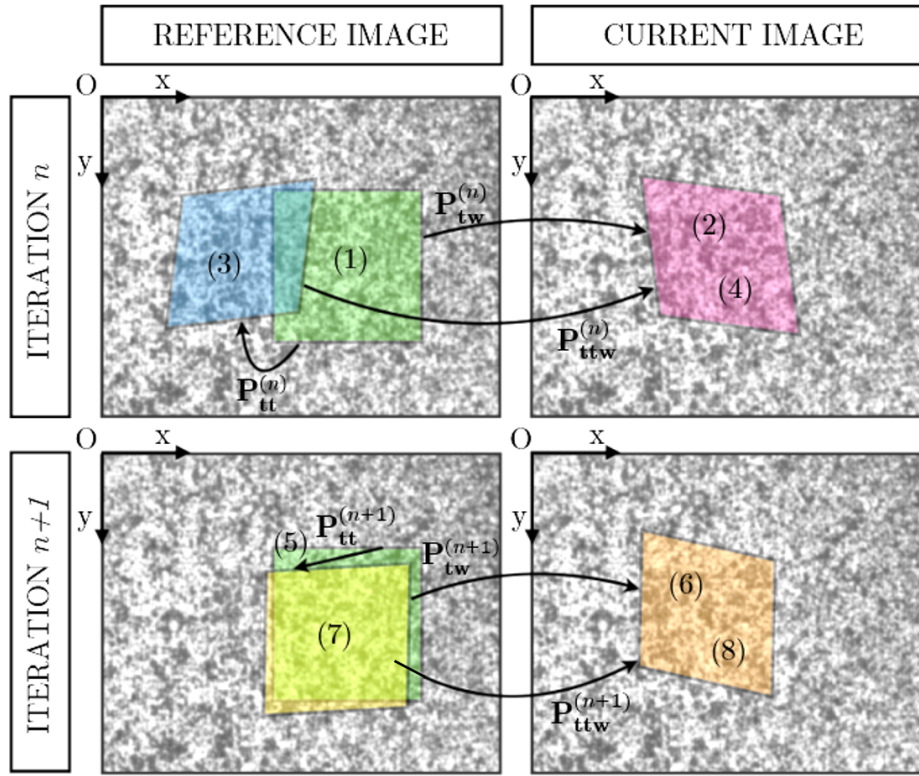 REFERENCE IMAGE
CURRENT IMAGE
ITERATION n
O x
y
(1)
(3)
P_tw^(n)
P_tt^(n)
P_ttw^(n)
O x
y
(2)
(4)
ITERATION n+1
O x
y
(5)
P_tt^(n+1)
P_tw^(n+1)
(7)
P_ttw^(n+1)
O x
y
(6)
(8)